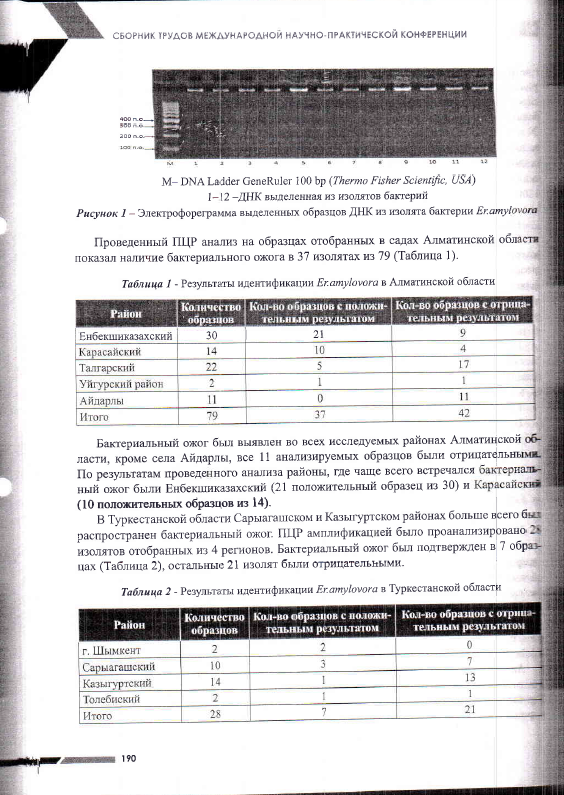 СБОРНИК ТРУДОВ МЕЖДУНАРОДНОЙ НАУЧНО-ПРАКТИЧЕСКОЙ КОНФЕРЕНЦИИ
400 п.о.
300 п.о.
200 п.о.
100 п.о.
M 1 2 3 4 5 6 7 8 9 10 11 12
М– DNA Ladder GeneRuler 100 bp (Thermo Fisher Scientific, USA)
1–12 –ДНК выделенная из изолятов бактерий
Рисунок 1 – Электрофореграмма выделенных образцов ДНК из изолята бактерии Er.amylovora
Проведенный ПЦР анализ на образцах отобранных в садах Алматинской области
показал наличие бактериального ожога в 37 изолятах из 79 (Таблица 1).
Таблица 1 - Результаты идентификации Er.amylovora в Алматинской области
Район Количество образцов Кол-во образцов с положи-тельным результатом Кол-во образцов с отрица-тельным результатом
Енбекшиказахский 30 21 9
Карасайский 14 10 4
Талгарский 22 5 17
Уйгурский район 2 1 1
Айдарлы 11 0 11
Итого 79 37 42
Бактериальный ожог был выявлен во всех исследуемых районах Алматинской об-
ласти, кроме села Айдарлы, все 11 анализируемых образцов были отрицательными.
По результатам проведенного анализа районы, где чаще всего встречался бактериаль-
ный ожог были Енбекшиказахский (21 положительный образец из 30) и Карасайский
(10 положительных образцов из 14).
В Туркестанской области Сарыагашском и Казыгуртском районах больше всего был
распространен бактериальный ожог. ПЦР амплификацией было проанализировано 28
изолятов отобранных из 4 регионов. Бактериальный ожог был подтвержден в 7 образ-
цах (Таблица 2), остальные 21 изолят были отрицательными.
Таблица 2 - Результаты идентификации Er.amylovora в Туркестанской области
Район Количество образцов Кол-во образцов с положи-тельным результатом Кол-во образцов с отрица-тельным результатом
г. Шымкент 2 2 0
Сарыагашский 10 3 7
Казыгуртский 14 1 13
Толебиский 2 1 1
Итого 28 7 21
190